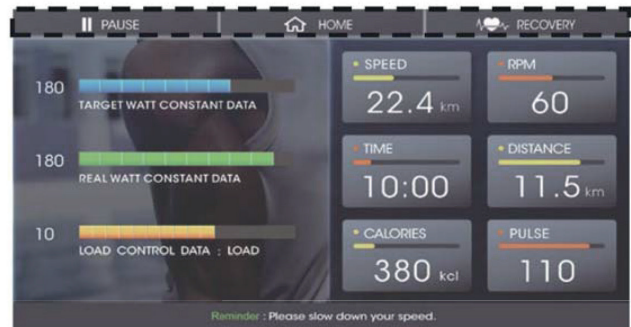 PAUSE HOME RECOVERY
180
TARGET WATT CONSTANT DATA
180
REAL WATT CONSTANT DATA
10
LOAD CONTROL DATA : LOAD
SPEED
22.4 km
RPM
60
TIME
10:00
DISTANCE
11.5 km
CALORIES
380 kcl
PULSE
110
Reminder : Please slow down your speed.